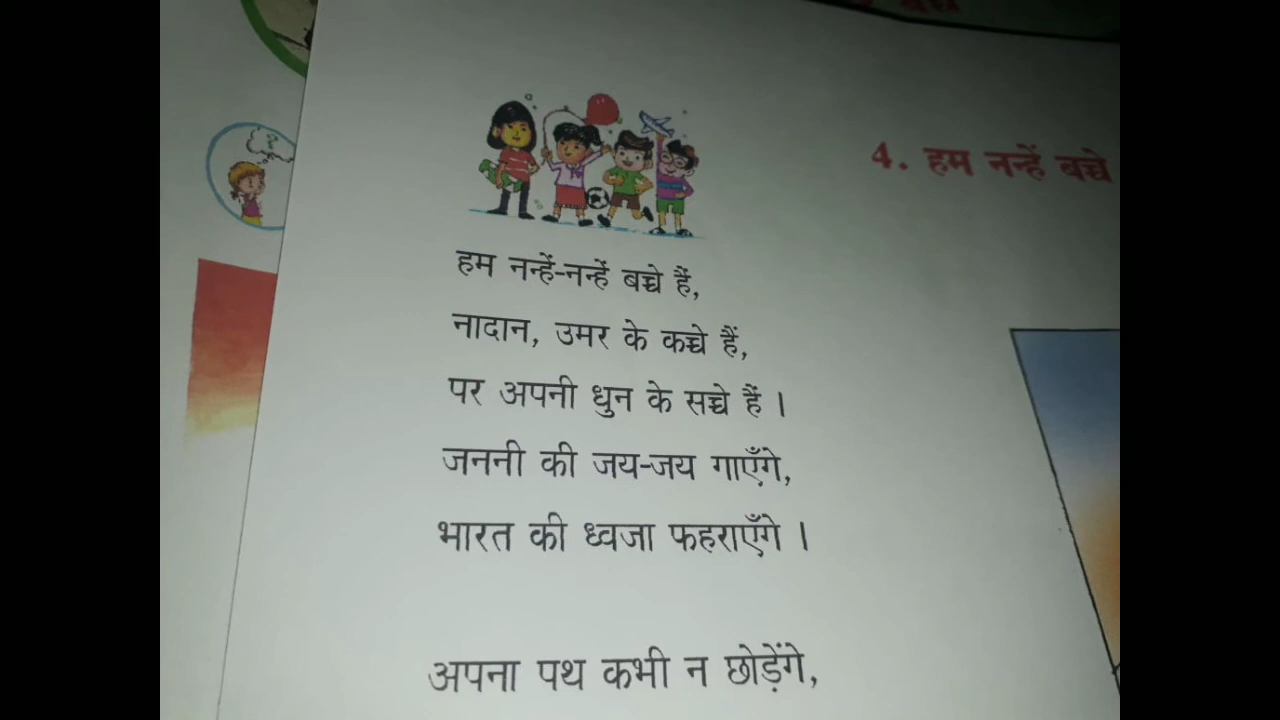 4. हम नन्हें बच्चे
हम नन्हें-नन्हें बच्चे हैं,
नादान, उमर के कच्चे हैं,
पर अपनी धुन के सच्चे हैं ।
जननी की जय-जय गाएँगे,
भारत की ध्वजा फहराएँगे ।
अपना पथ कभी न छोड़ेंगे,